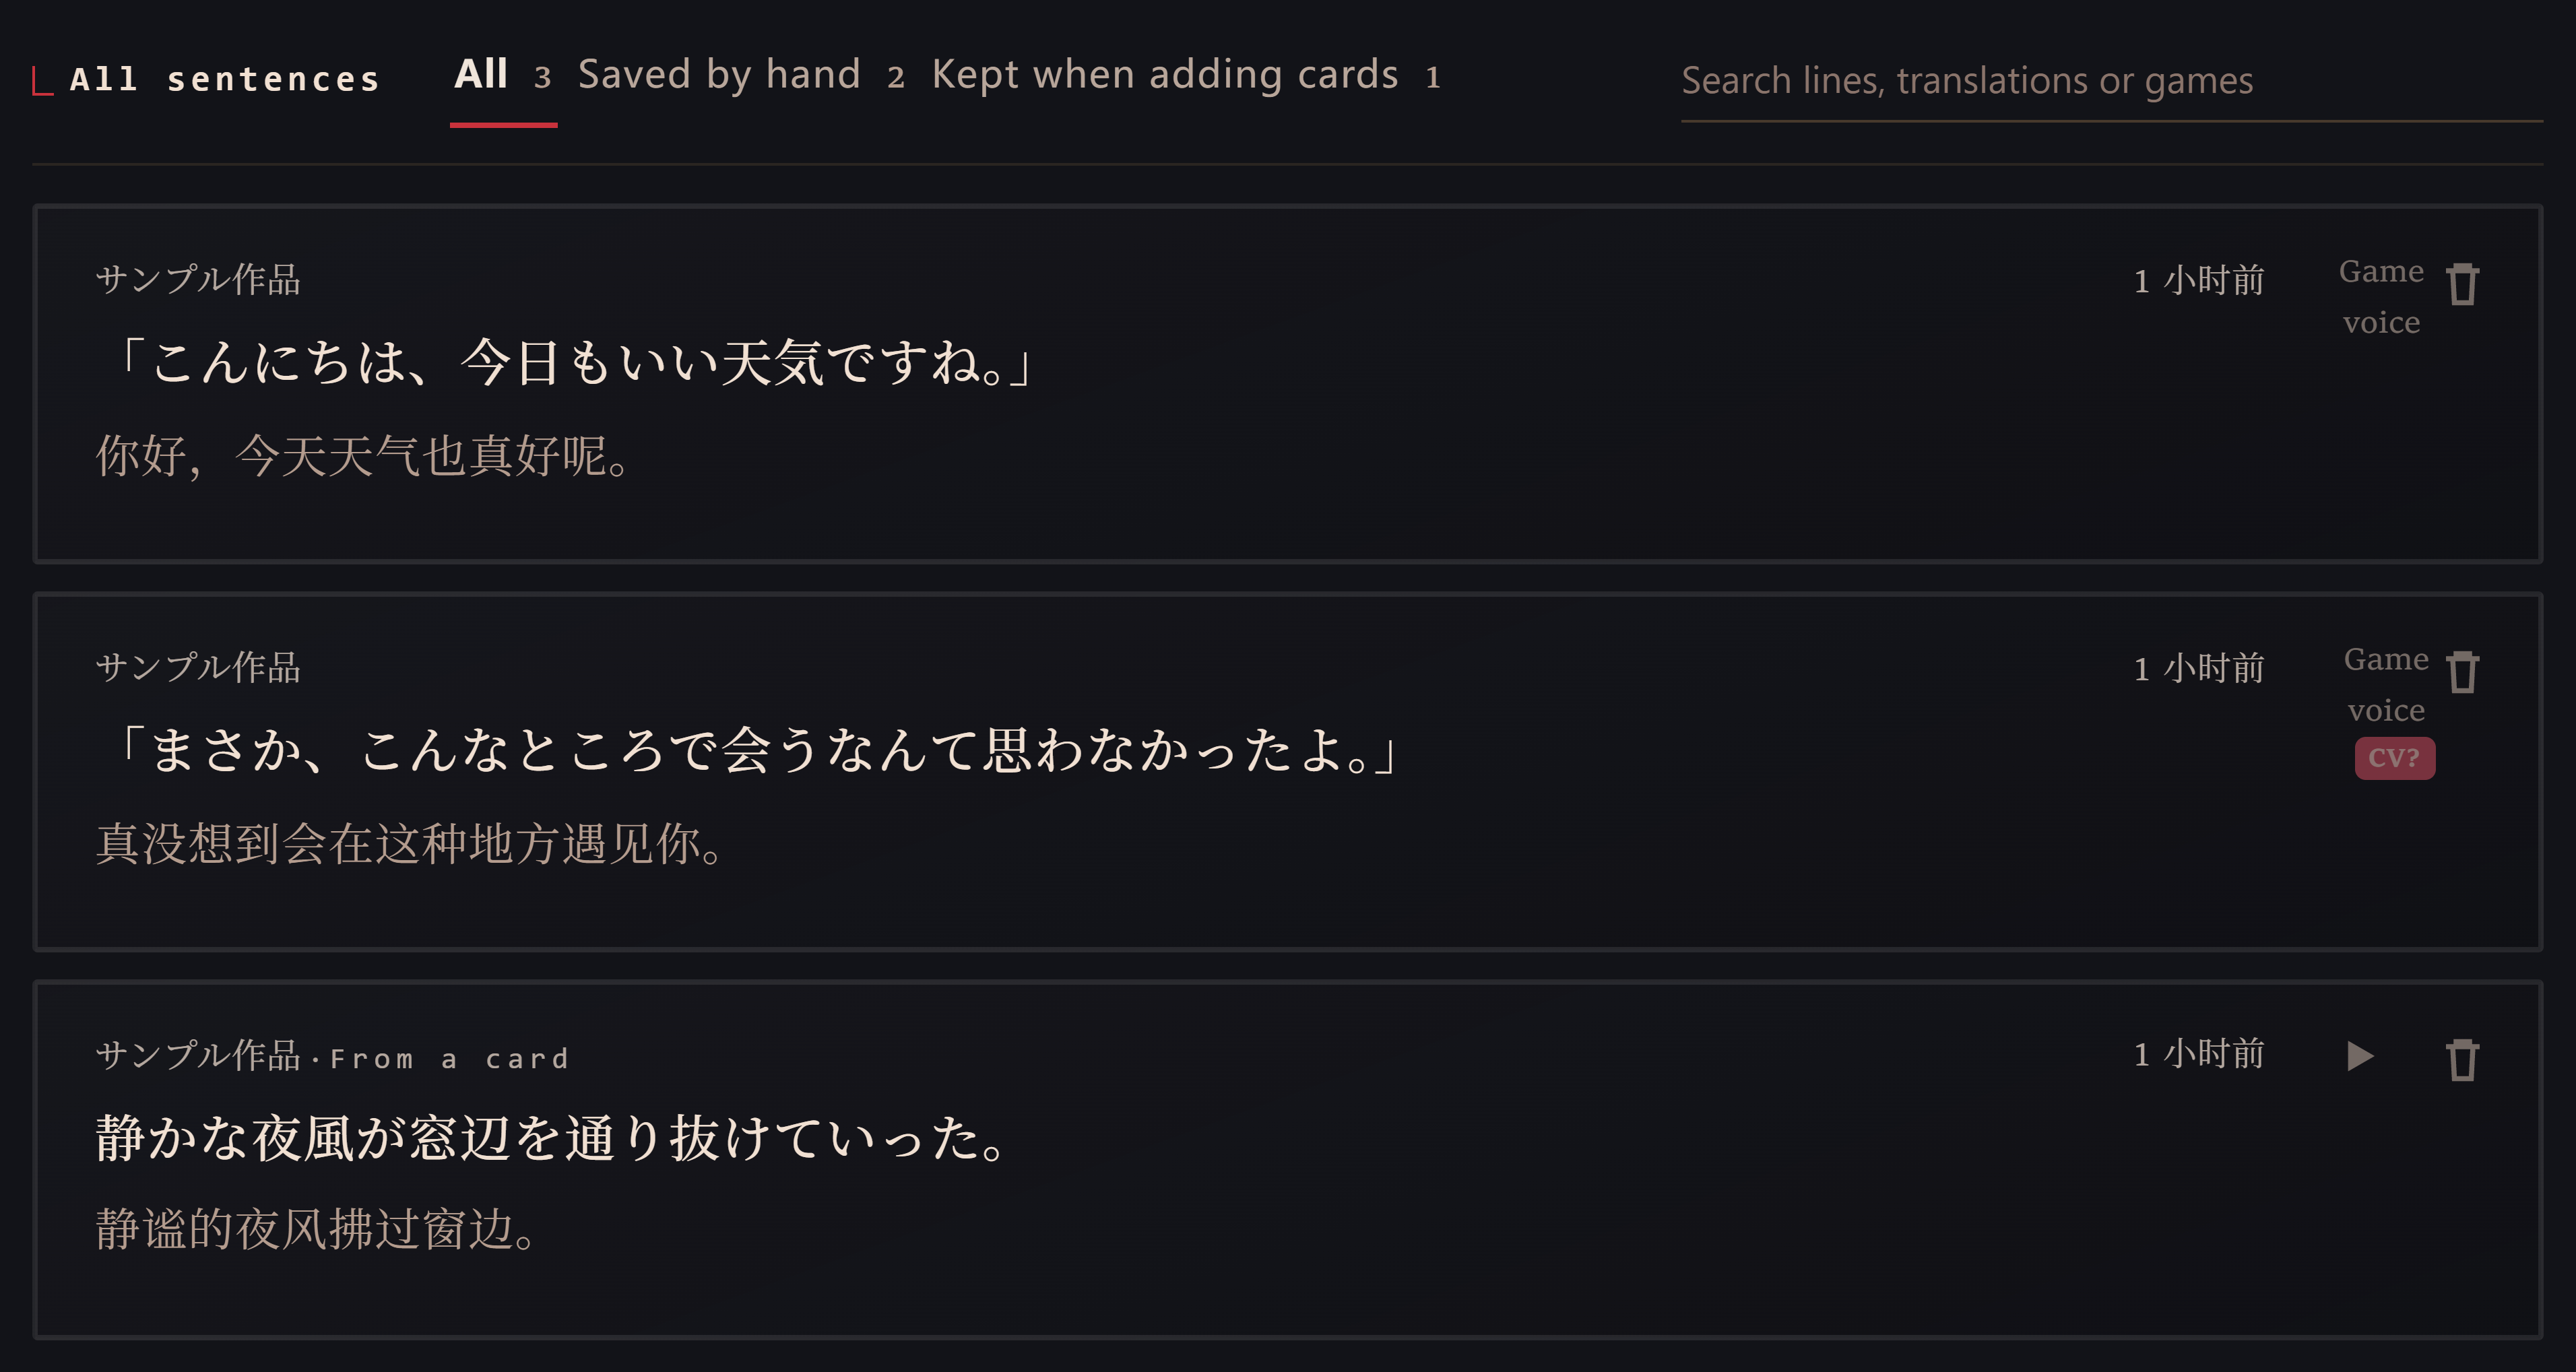 All sentences All 3 Saved by hand 2 Kept when adding cards 1 Search lines, translations or games
サンプル作品 1 小时前 Game voice
「こんにちは、今日もいい天気ですね。」
你好，今天天气也真好呢。
サンプル作品 1 小时前 Game voice
CV?
「まさか、こんなところで会うなんて思わなかったよ。」
真没想到会在这种地方遇见你。
サンプル作品 · From a card 1 小时前
静かな夜風が窓辺を通り抜けていった。
静谧的夜风拂过窗边。